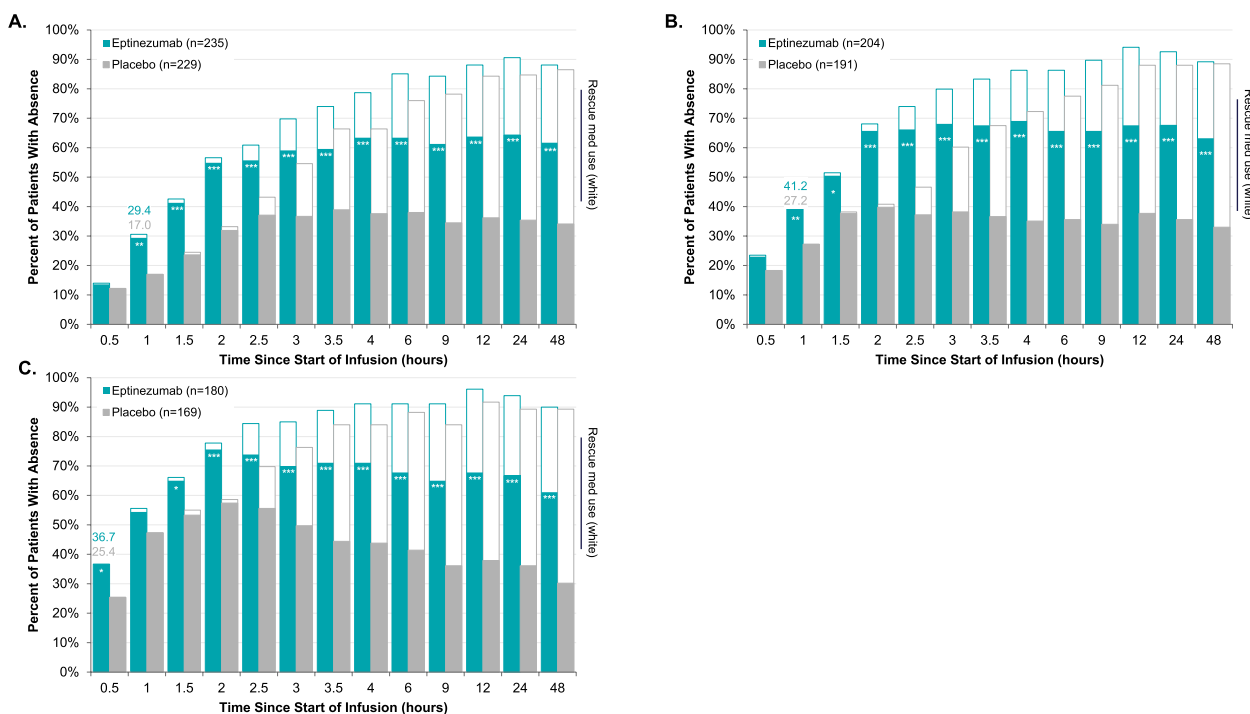 A.
Percent of Patients With Absence
100%
90%
80%
70%
60%
50%
40%
30%
20%
10%
0%
Eptinezumab (n=235)
Placebo (n=229)
29.4
17.0
** *** *** *** *** *** *** *** *** *** *** ***
0.5 1 1.5 2 2.5 3 3.5 4 6 9 12 24 48
Time Since Start of Infusion (hours)
Rescue med use (white)
B.
Percent of Patients With Absence
100%
90%
80%
70%
60%
50%
40%
30%
20%
10%
0%
Eptinezumab (n=204)
Placebo (n=191)
41.2
27.2
** * *** *** *** *** *** *** *** *** *** ***
0.5 1 1.5 2 2.5 3 3.5 4 6 9 12 24 48
Time Since Start of Infusion (hours)
Rescue med use (white)
C.
Percent of Patients With Absence
100%
90%
80%
70%
60%
50%
40%
30%
20%
10%
0%
Eptinezumab (n=180)
Placebo (n=169)
36.7
25.4
* * *** *** *** *** *** *** *** *** *** ***
0.5 1 1.5 2 2.5 3 3.5 4 6 9 12 24 48
Time Since Start of Infusion (hours)
Rescue med use (white)